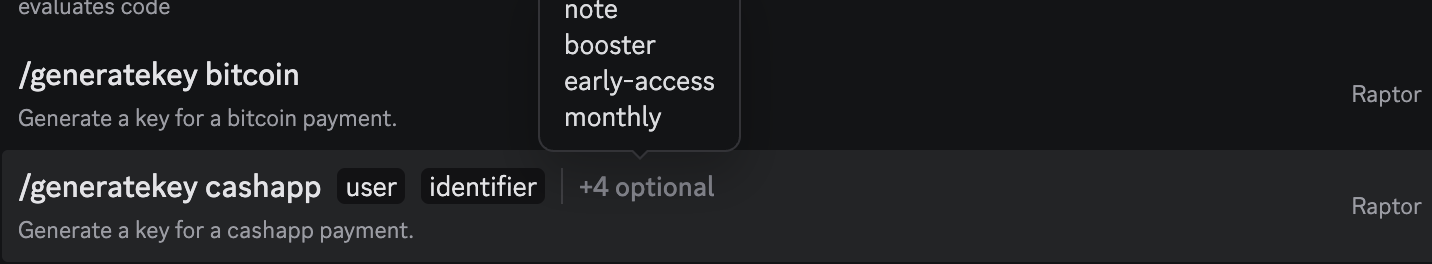 evaluates code
note
booster
early-access
monthly
/generatekey bitcoin
Generate a key for a bitcoin payment.
Raptor
/generatekey cashapp user identifier +4 optional
Generate a key for a cashapp payment.
Raptor